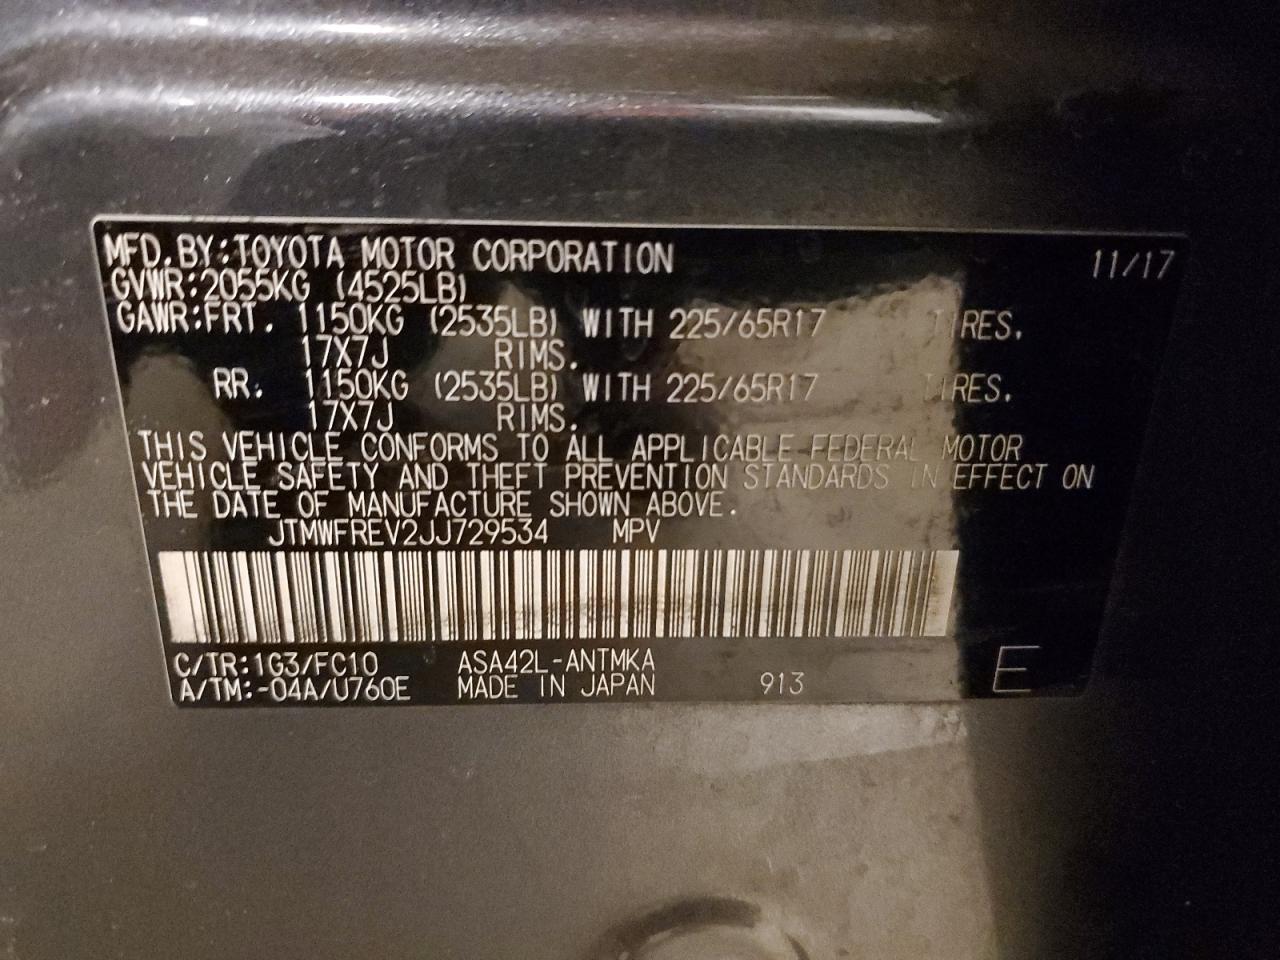 MFD.BY:TOYOTA MOTOR CORPORATION 11/17
GVWR:2055KG (4525LB)
GAWR:FRT. 1150KG (2535LB) WITH 225/65R17 TIRES.
17X7J RIMS.
RR. 1150KG (2535LB) WITH 225/65R17 TIRES.
17X7J RIMS.
THIS VEHICLE CONFORMS TO ALL APPLICABLE FEDERAL MOTOR
VEHICLE SAFETY AND THEFT PREVENTION STANDARDS IN EFFECT ON
THE DATE OF MANUFACTURE SHOWN ABOVE.
JTMWFREV2JJ729534 MPV
C/TR:1G3/FC10 ASA42L-ANTMKA
A/TM:-04A/U760E MADE IN JAPAN 913 E